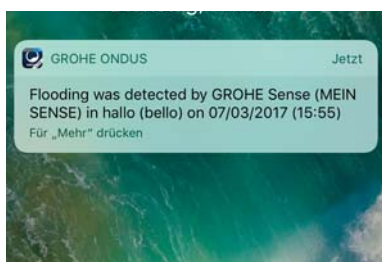 GROHE ONDUS Jetzt
Flooding was detected by GROHE Sense (MEIN
SENSE) in hallo (bello) on 07/03/2017 (15:55)
Für „Mehr“ drücken